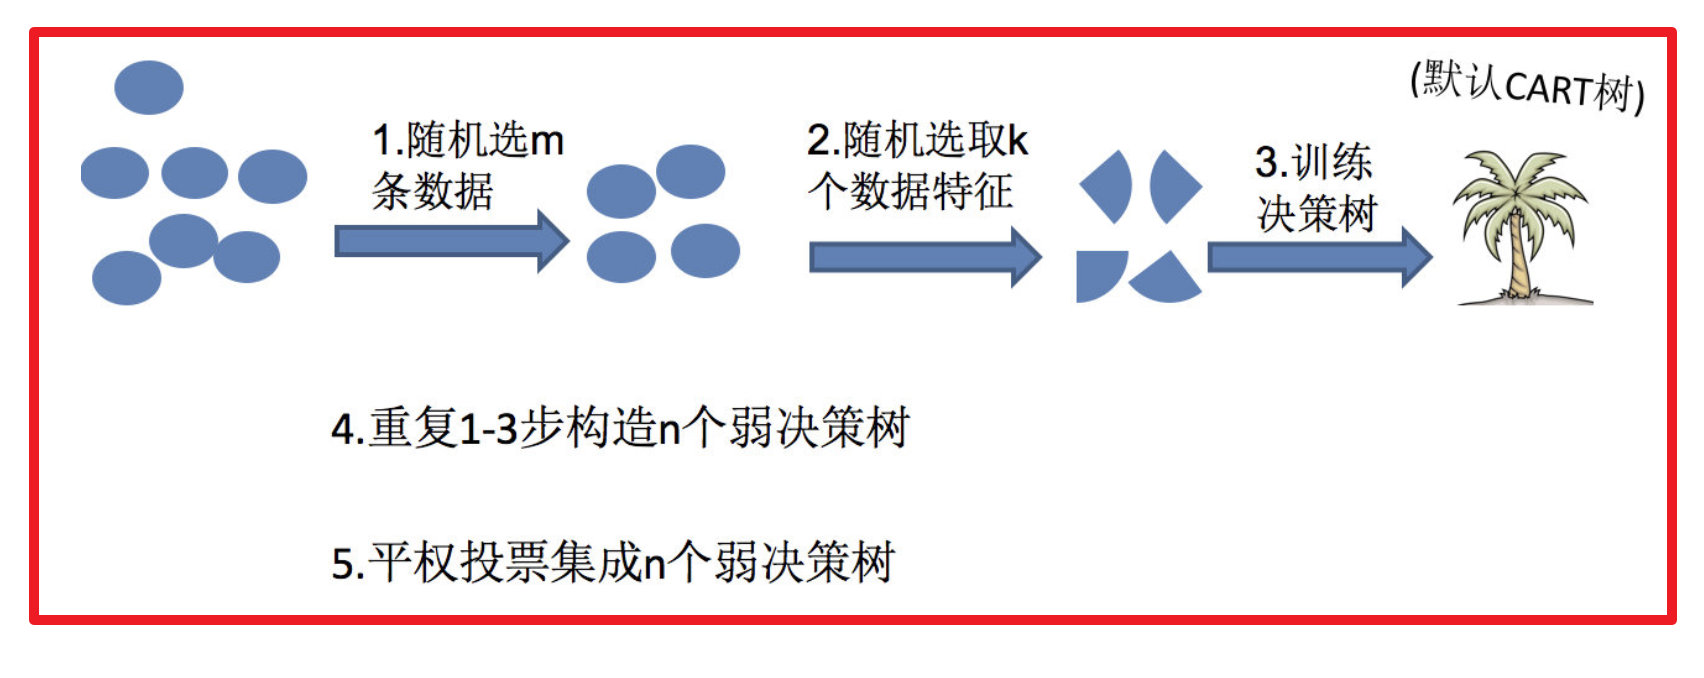 (默认CART树)
1.随机选m
条数据
2.随机选取k
个数据特征
3.训练
决策树
4.重复1-3步构造n个弱决策树
5.平权投票集成n个弱决策树